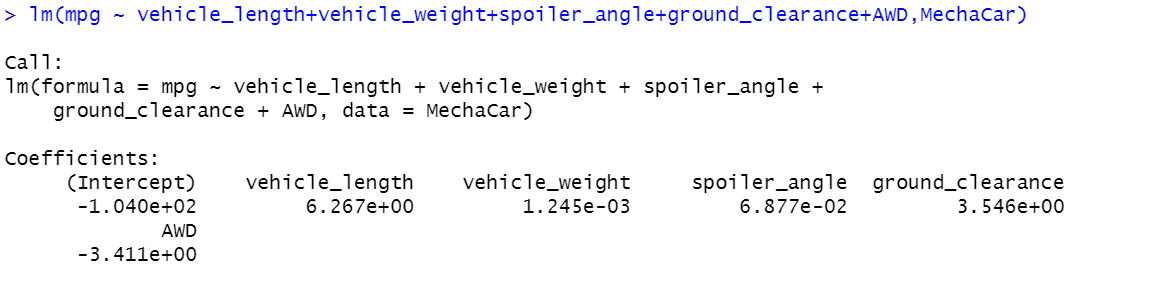 > lm(mpg ~ vehicle_length+vehicle_weight+spoiler_angle+ground_clearance+AWD,MechaCar)
Call:
lm(formula = mpg ~ vehicle_length + vehicle_weight + spoiler_angle +
    ground_clearance + AWD, data = MechaCar)
Coefficients:
     (Intercept)    vehicle_length    vehicle_weight     spoiler_angle  ground_clearance
      -1.040e+02         6.267e+00         1.245e-03         6.877e-02         3.546e+00
             AWD
      -3.411e+00